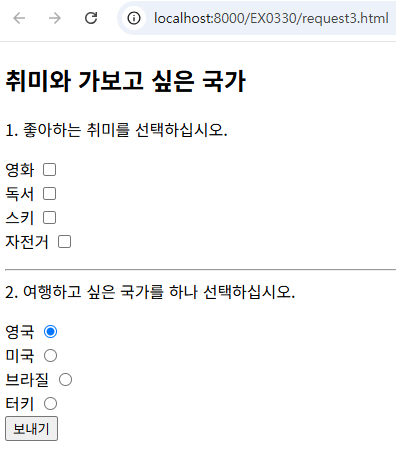 localhost:8000/EX0330/request3.html
취미와 가보고 싶은 국가
1. 좋아하는 취미를 선택하십시오.
영화
독서
스키
자전거
2. 여행하고 싶은 국가를 하나 선택하십시오.
영국
미국
브라질
터키
보내기